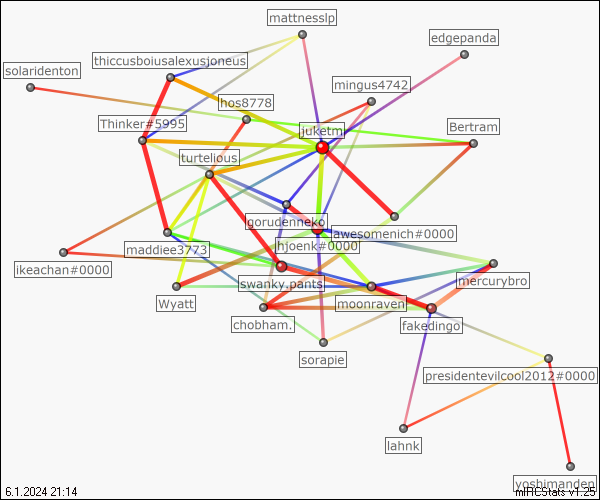 mattnesslp
edgepanda
thiccusboiusalexusjoneus
solaridenton
mingus4742
hos8778
Thinker#5995
juketm
Bertram
turtelious
gorudenneko
awesomenich#0000
hjoenk#0000
maddiee3773
ikeachan#0000
swanky.pants
mercurybro
Wyatt
moonraven
chobham.
fakedingo
sorapie
presidentevilcool2012#0000
lahnk
yoshimanden
6.1.2024 21:14
mIRCStats v1.25